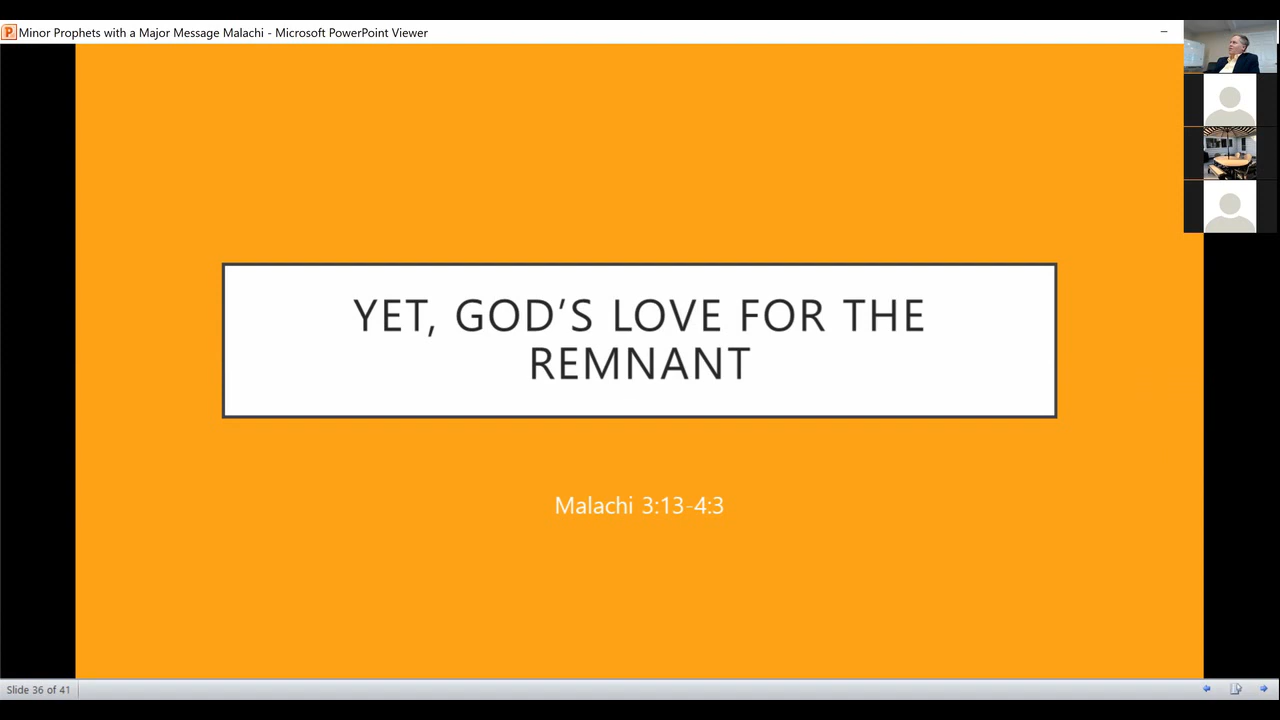 Minor Prophets with a Major Message Malachi - Microsoft PowerPoint Viewer
YET, GOD’S LOVE FOR THE
REMNANT
Malachi 3:13-4:3
Slide 36 of 41